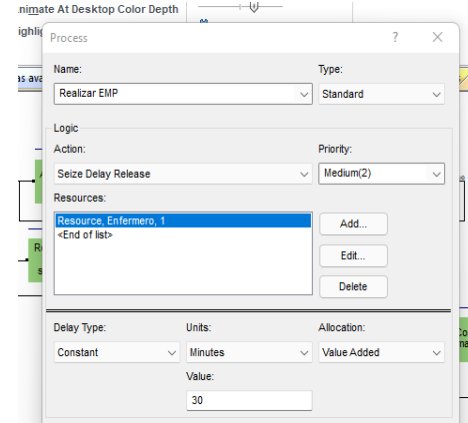 nimate At Desktop Color Depth
ighlig
Process ? ×
Name: Type:
Realizar EMP Standard
Logic
Action: Priority:
Seize Delay Release Medium(2)
Resources:
Resource, Enfermero, 1 Add...
<End of list>
Edit...
Delete
Delay Type: Units: Allocation:
Constant Minutes Value Added
Value:
30